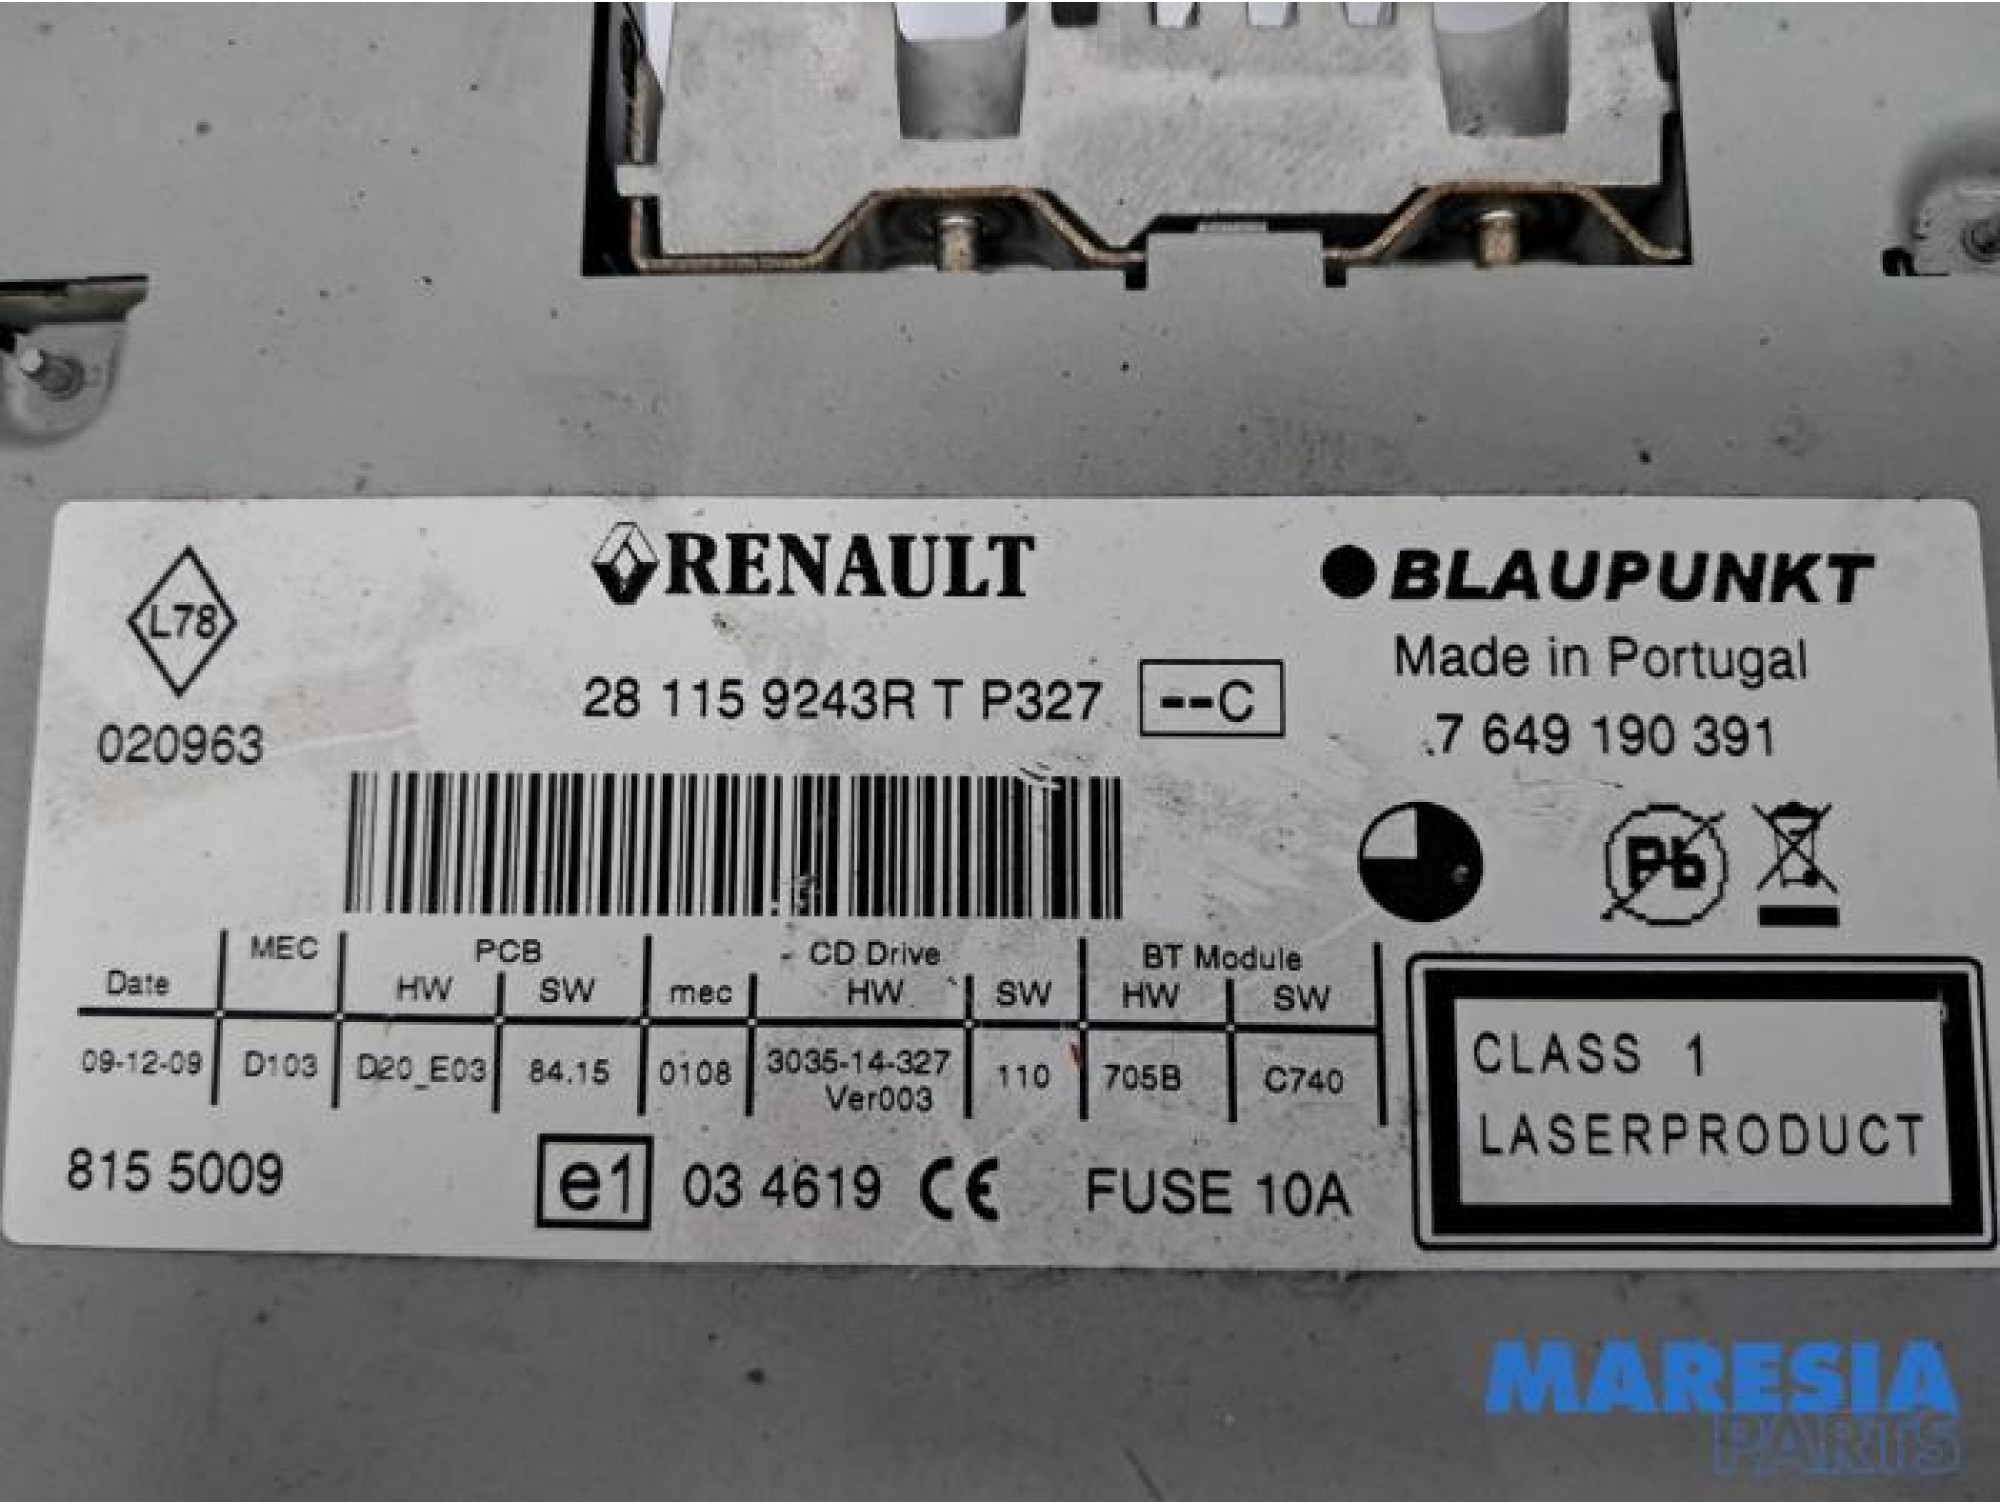 L78
020963
RENAULT
28 115 9243R T P327 --C
BLAUPUNKT
Made in Portugal
7 649 190 391
Pb
Date MEC PCB HW SW CD Drive mec HW SW BT Module HW SW
09-12-09 D103 D20_E03 84.15 0108 3035-14-327 Ver003 110 705B C740
815 5009 e1 03 4619 CE FUSE 10A
CLASS 1
LASERPRODUCT
MARESIA
PARTS